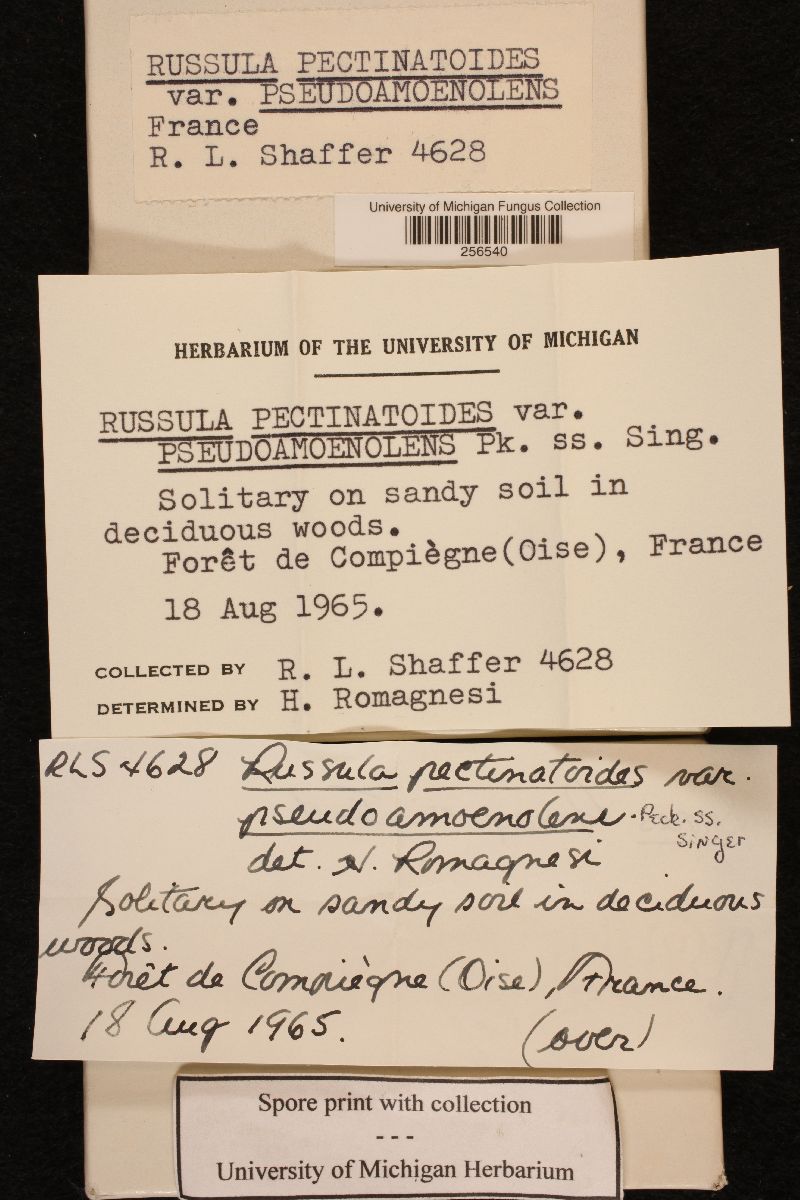 RUSSULA PECTINATOIDES
var. PSEUDOAMOENOLENS
France
R. L. Shaffer 4628
University of Michigan Fungus Collection
256540
HERBARIUM OF THE UNIVERSITY OF MICHIGAN
RUSSULA PECTINATOIDES var.
PSEUDOAMOENOLENS Pk. ss. Sing.
Solitary on sandy soil in
deciduous woods.
Forêt de Compiègne(Oise), France
18 Aug 1965.
COLLECTED BY R. L. Shaffer 4628
DETERMINED BY H. Romagnesi
RLS 4628 Russula pectinatoides var.
pseudoamoenolens. Peck. ss.
Singer
det. H. Romagnesi
Solitary on sandy soil in deciduous
woods.
Forêt de Compiègne (Oise), France.
18 Aug 1965. (over)
Spore print with collection
- - -
University of Michigan Herbarium